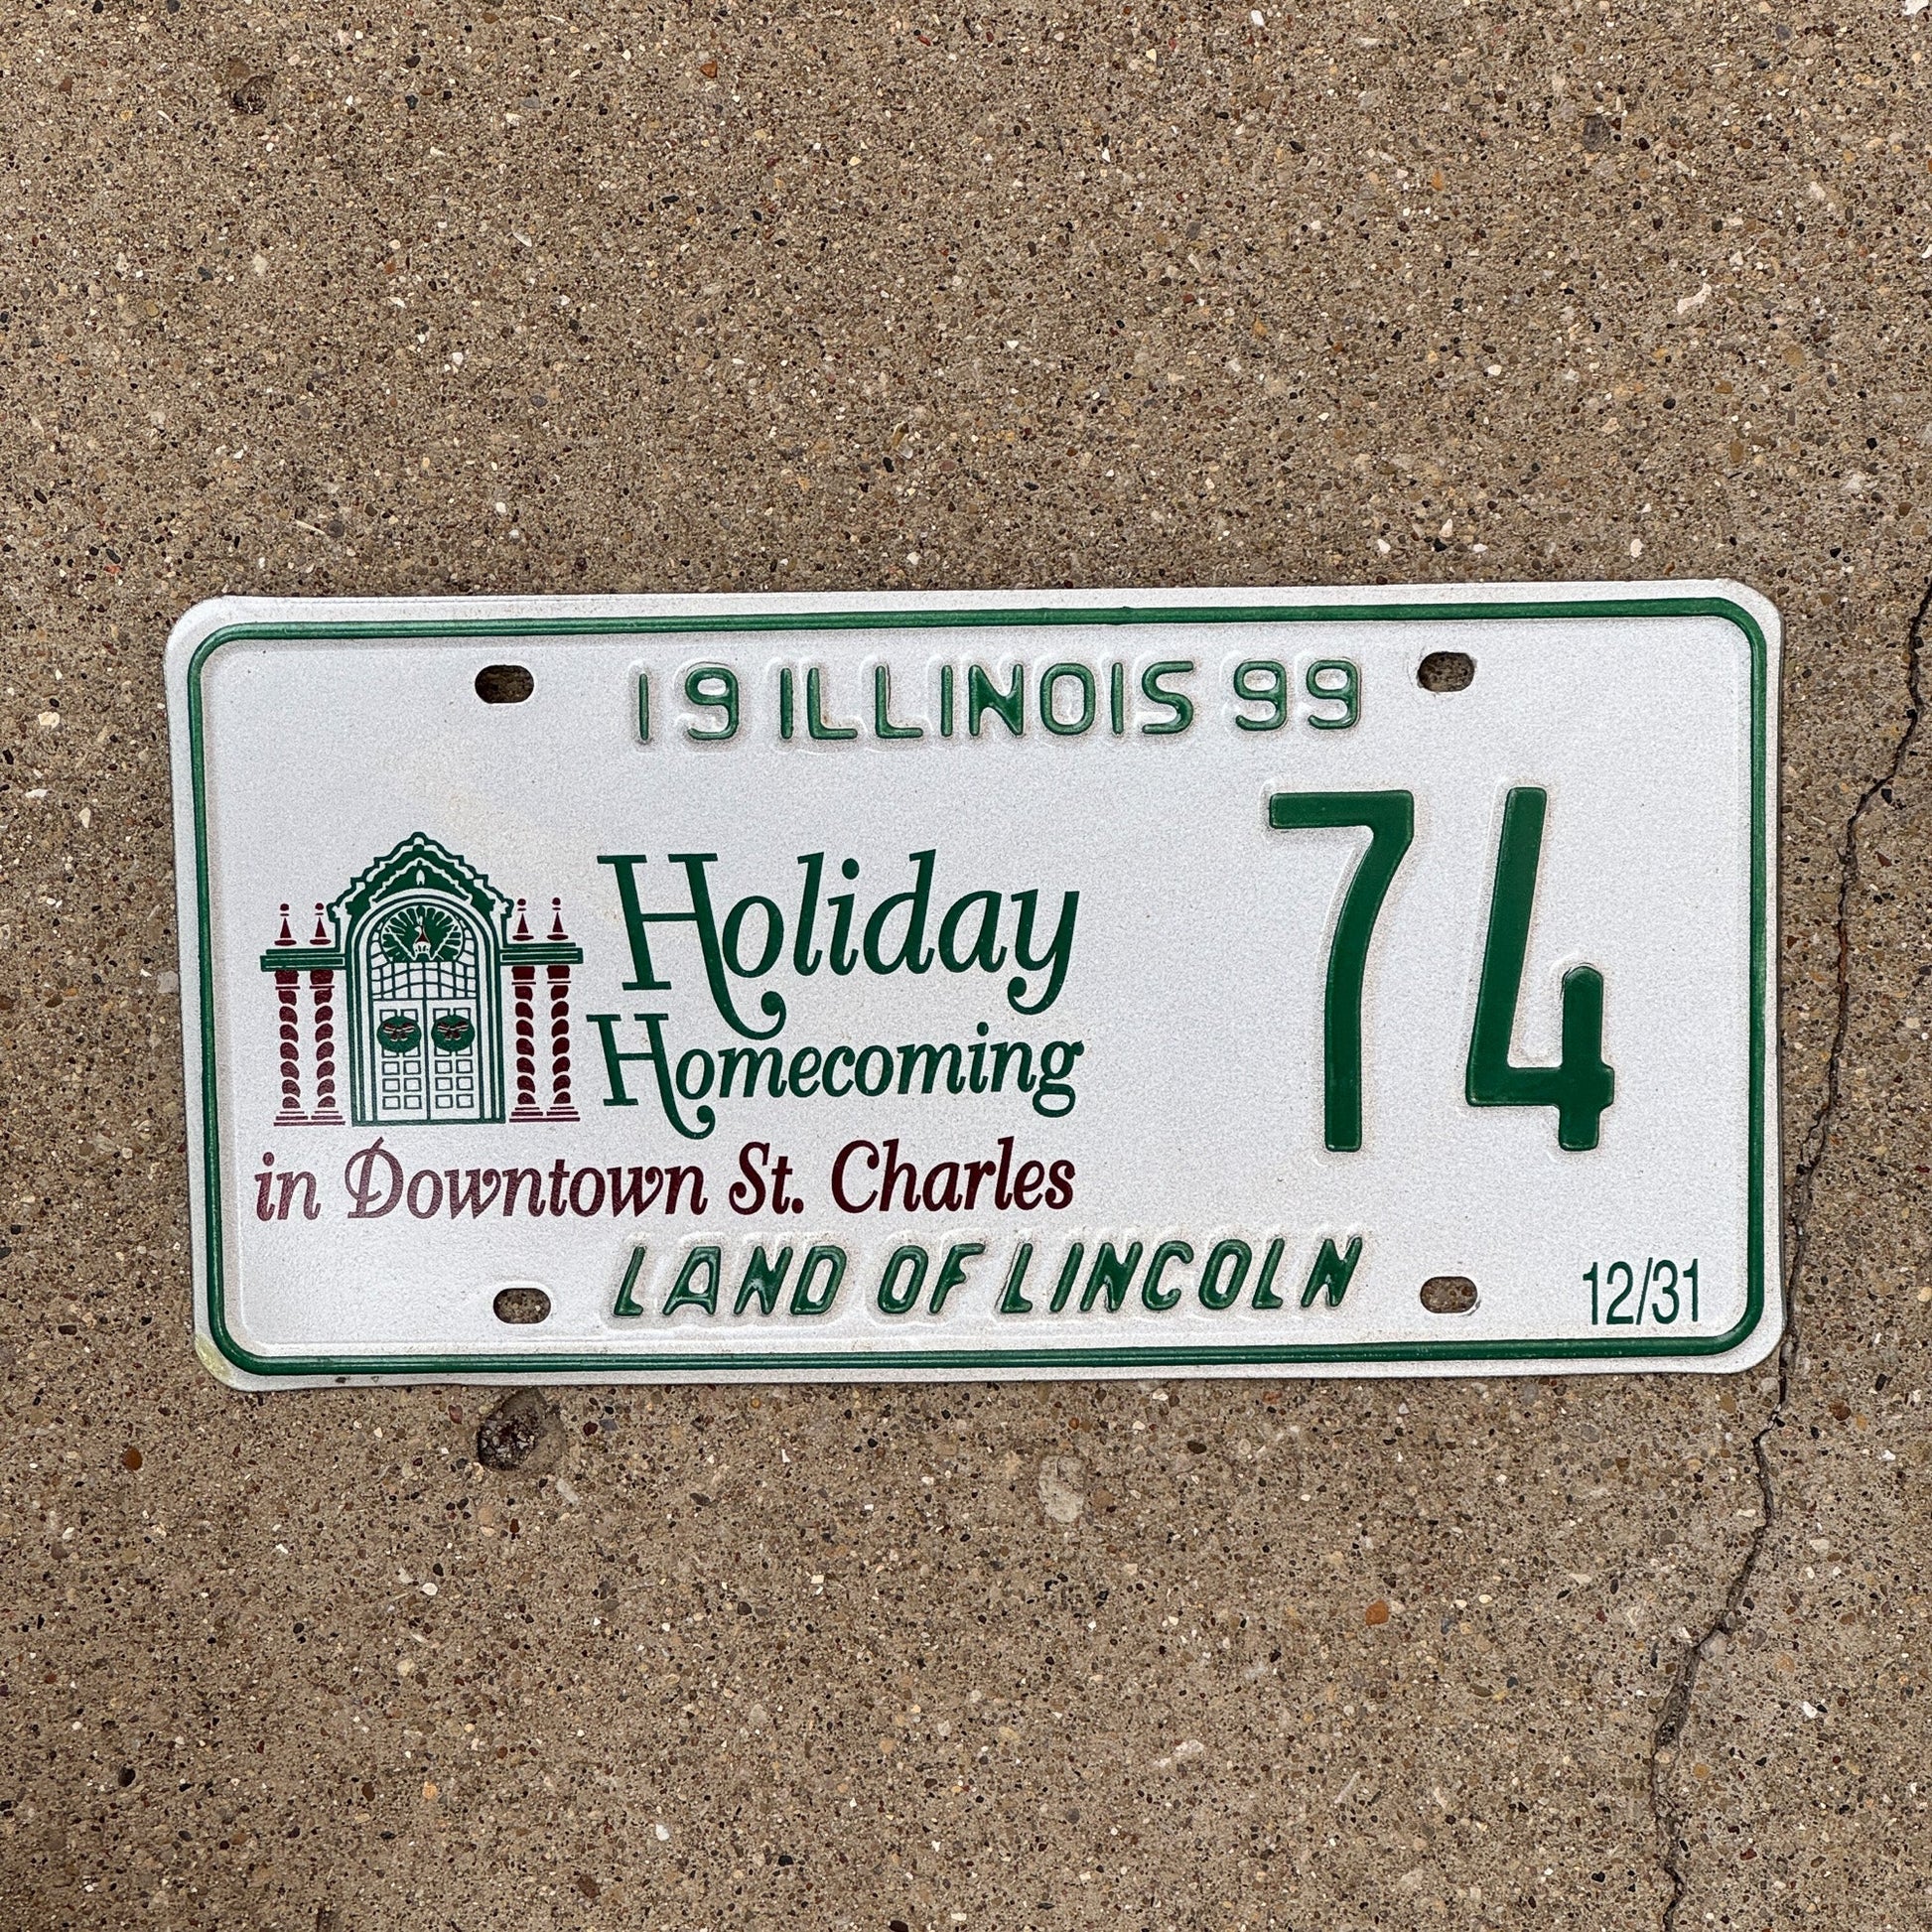 19 ILLINOIS 99
Holiday
Homecoming
in Downtown St. Charles
74
LAND OF LINCOLN
12/31